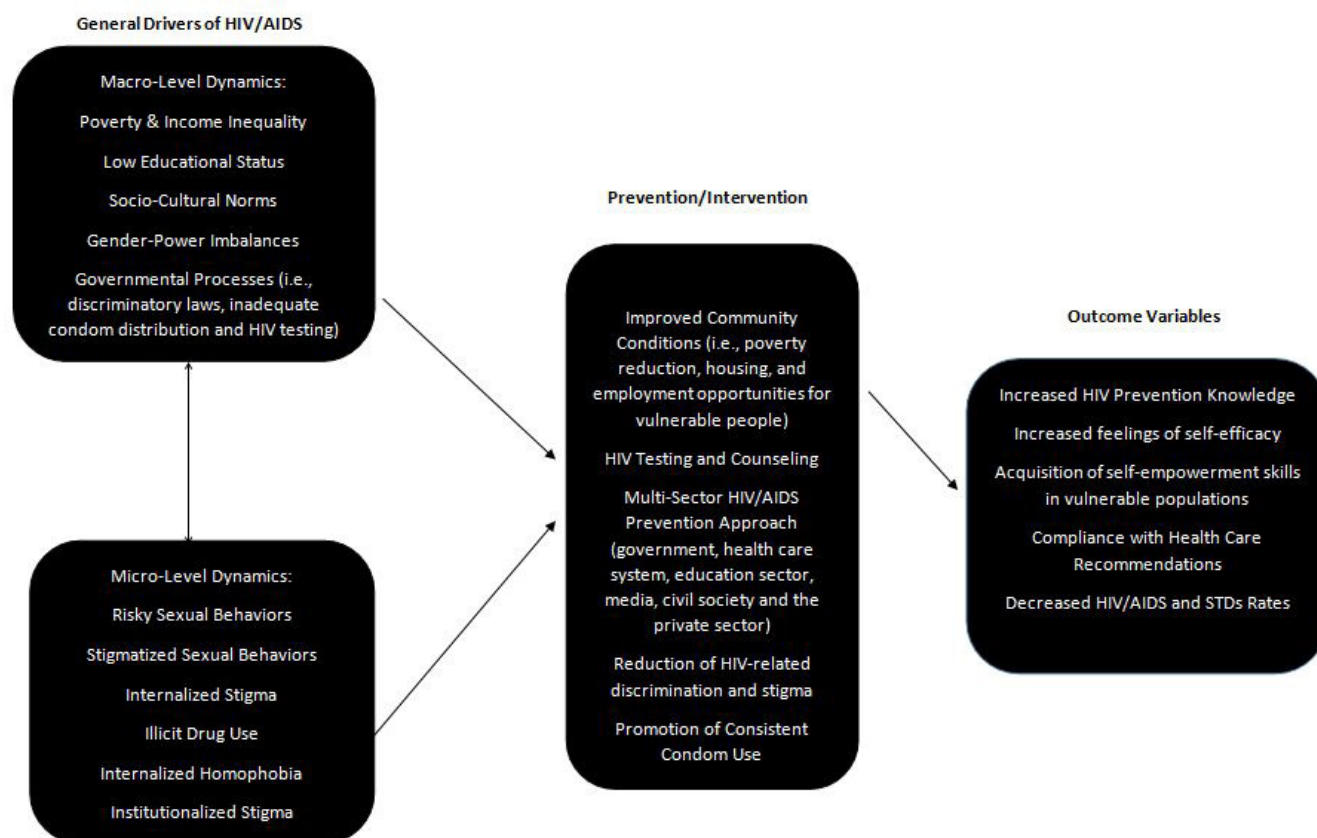 General Drivers of HIV/AIDS
Macro-Level Dynamics:
Poverty & Income Inequality
Low Educational Status
Socio-Cultural Norms
Gender-Power Imbalances
Governmental Processes (i.e.,
discriminatory laws, inadequate
condom distribution and HIV testing)
Micro-Level Dynamics:
Risky Sexual Behaviors
Stigmatized Sexual Behaviors
Internalized Stigma
Illicit Drug Use
Internalized Homophobia
Institutionalized Stigma
Prevention/Intervention
Improved Community
Conditions (i.e., poverty
reduction, housing, and
employment opportunities for
vulnerable people)
HIV Testing and Counseling
Multi-Sector HIV/AIDS
Prevention Approach
(government, health care
system, education sector,
media, civil society and the
private sector)
Reduction of HIV-related
discrimination and stigma
Promotion of Consistent
Condom Use
Outcome Variables
Increased HIV Prevention Knowledge
Increased feelings of self-efficacy
Acquisition of self-empowerment skills
in vulnerable populations
Compliance with Health Care
Recommendations
Decreased HIV/AIDS and STDs Rates